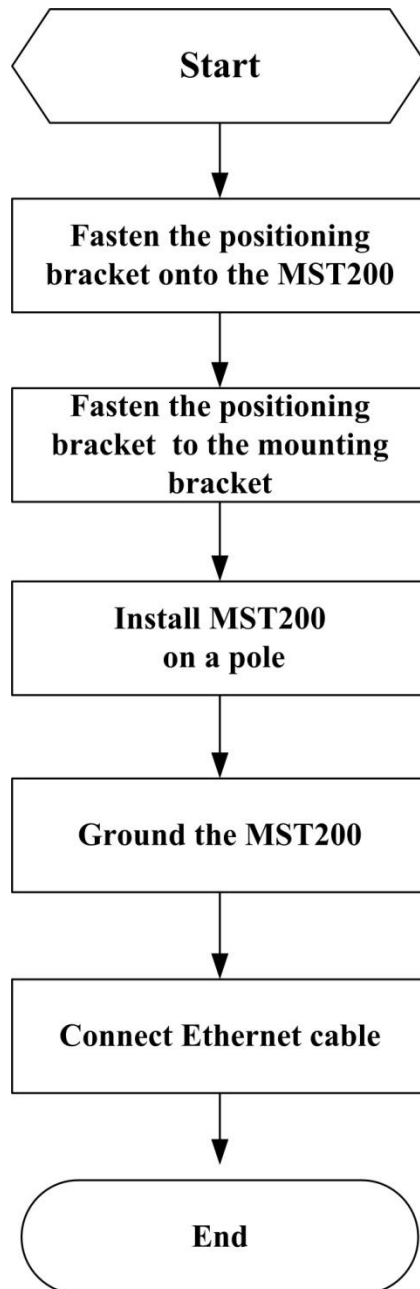 Start
Fasten the positioning
bracket onto the MST200
Fasten the positioning
bracket to the mounting
bracket
Install MST200
on a pole
Ground the MST200
Connect Ethernet cable
End